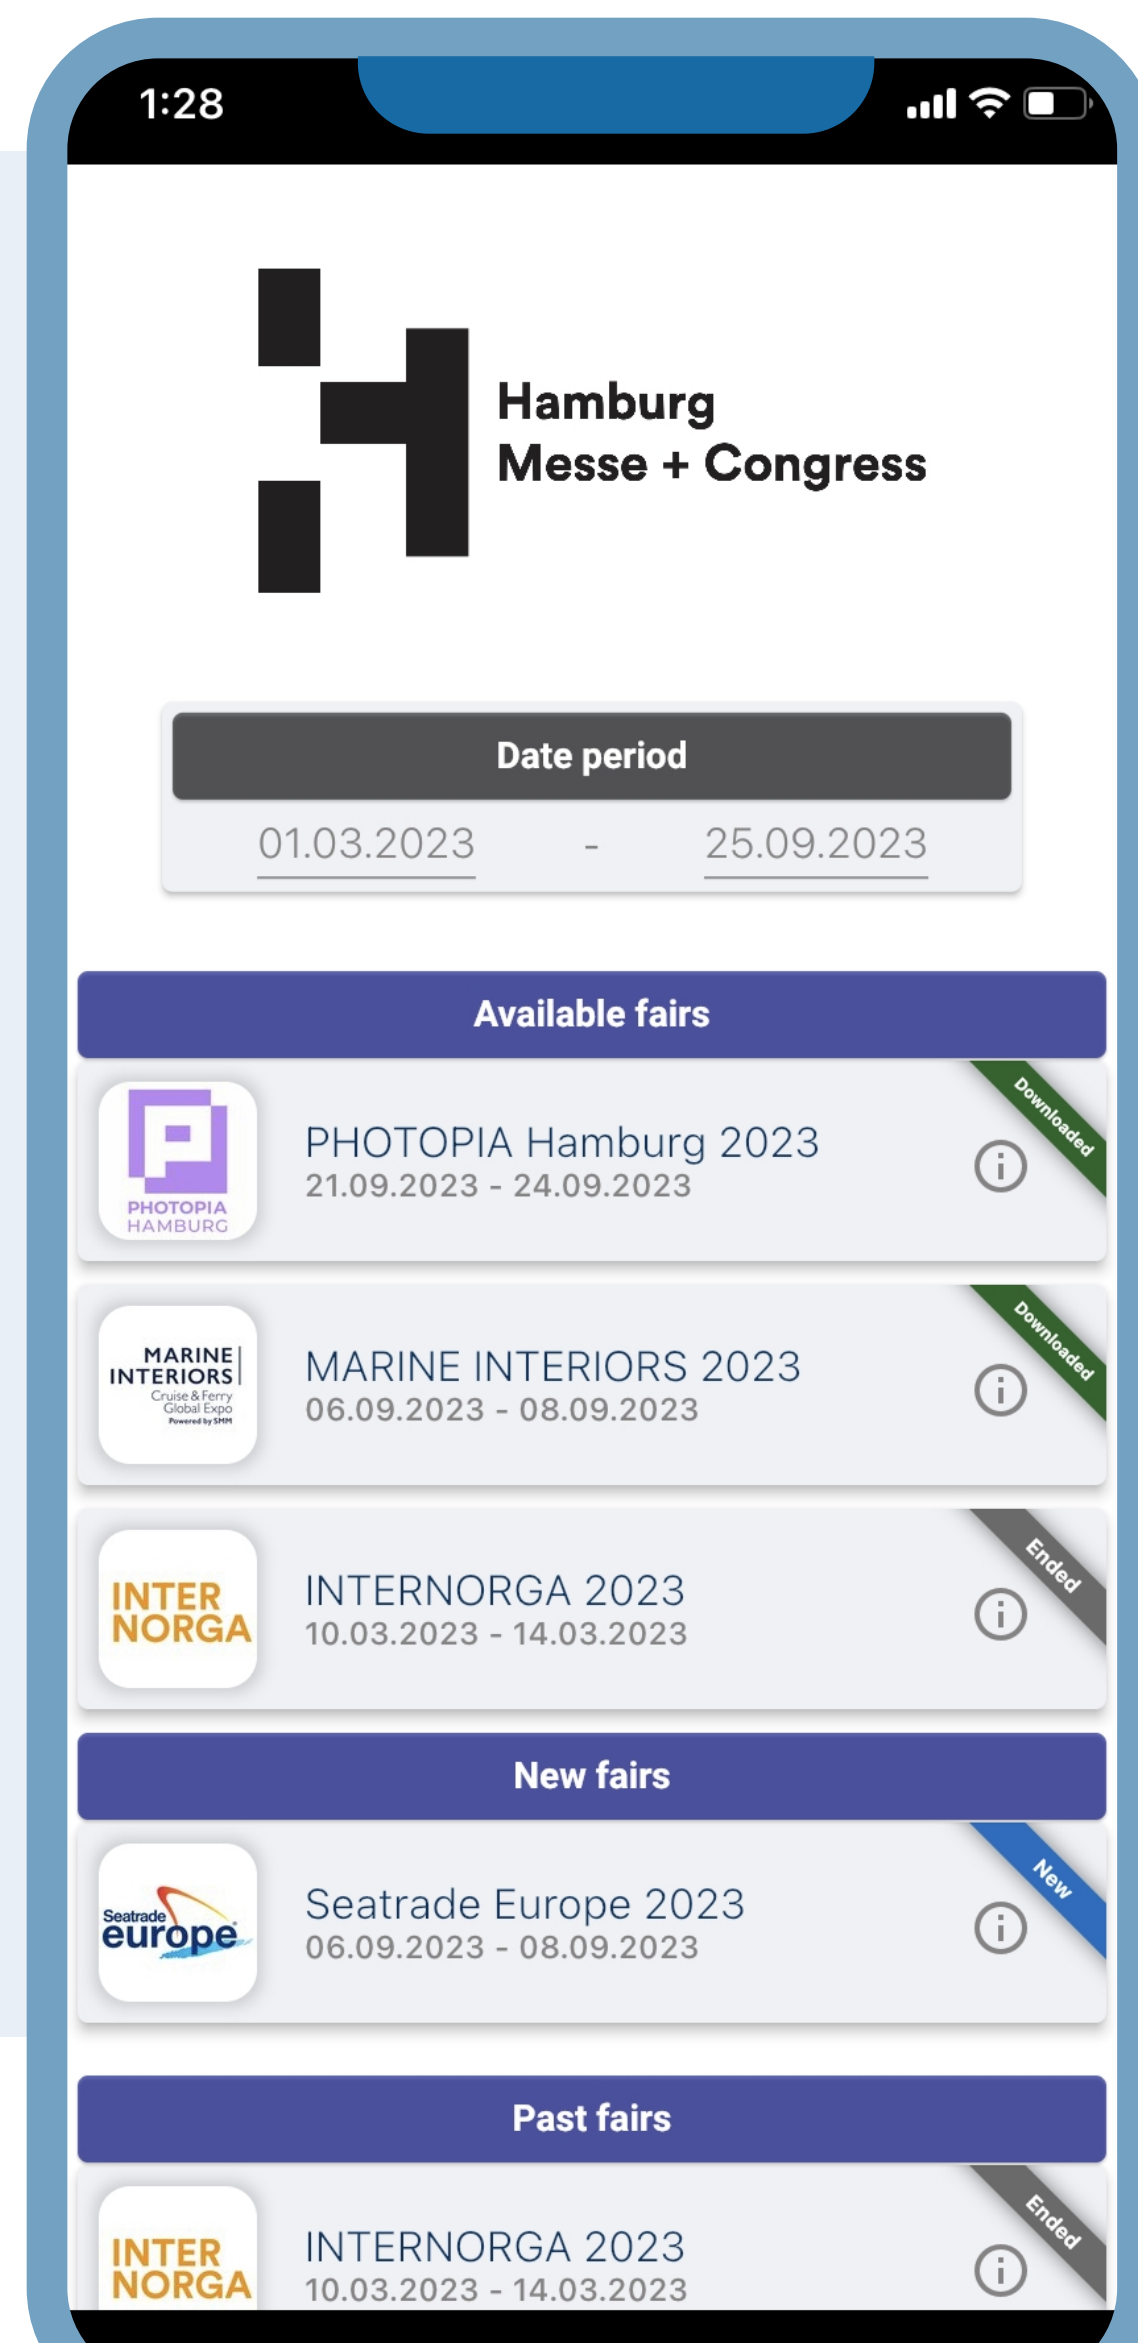 1:28
Hamburg
Messe + Congress
Date period
01.03.2023 - 25.09.2023
Available fairs
Downloaded
PHOTOPIA Hamburg 2023
21.09.2023 - 24.09.2023
PHOTOPIA
HAMBURG
Downloaded
MARINE INTERIORS 2023
06.09.2023 - 08.09.2023
MARINE
INTERIORS
Cruise & Ferry
Global Expo
Powered by SMM
Ended
INTERNORGA 2023
10.03.2023 - 14.03.2023
INTER
NORGA
New fairs
New
Seatrade Europe 2023
06.09.2023 - 08.09.2023
Seatrade
europe
Past fairs
Ended
INTERNORGA 2023
10.03.2023 - 14.03.2023
INTER
NORGA